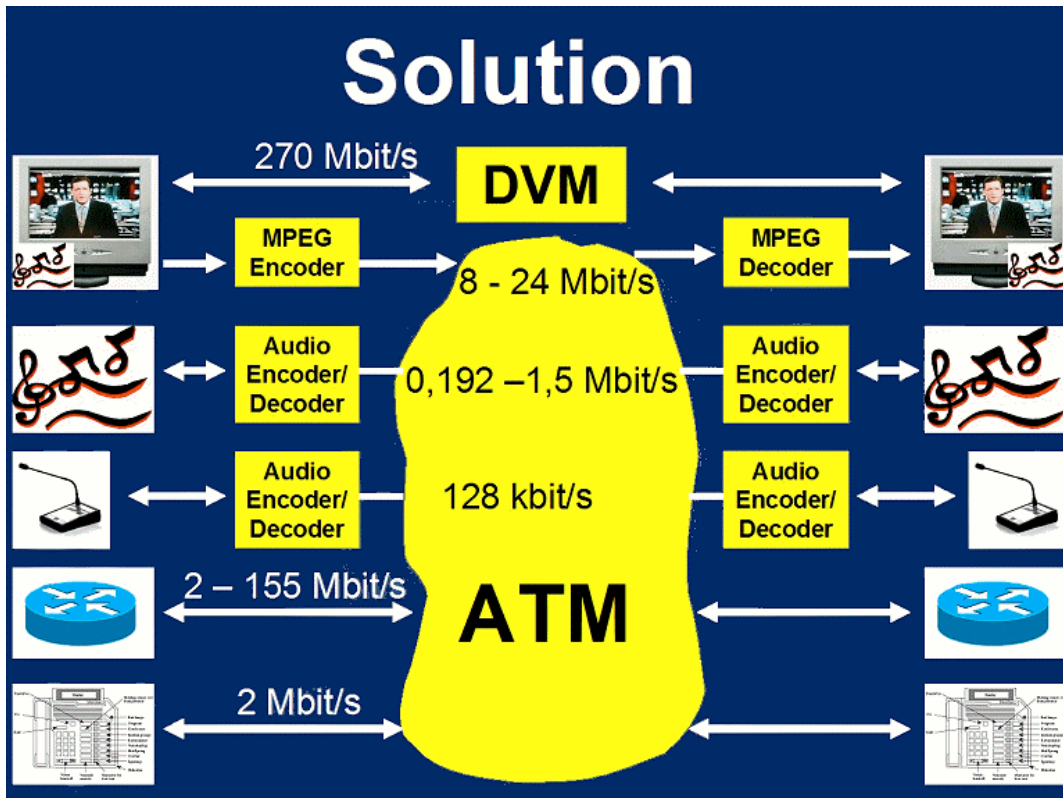 Solution
270 Mbit/s
DVM
MPEG
Encoder
8 - 24 Mbit/s
MPEG
Decoder
Audio
Encoder/
Decoder
0,192 –1,5 Mbit/s
Audio
Encoder/
Decoder
Audio
Encoder/
Decoder
128 kbit/s
Audio
Encoder/
Decoder
2 – 155 Mbit/s
ATM
2 Mbit/s